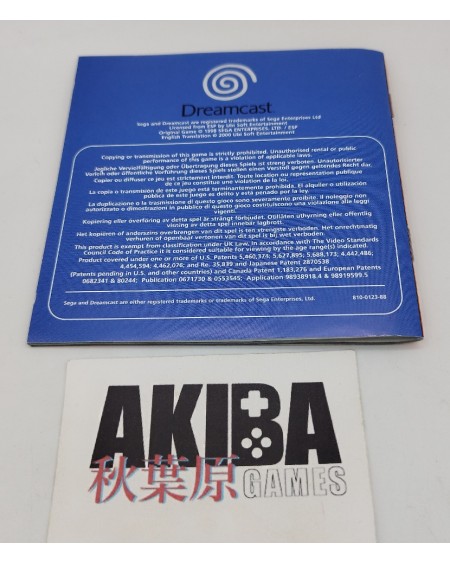 Dreamcast
Sega and Dreamcast are registered trademarks of Sega Enterprises Ltd
Licensed from ESP by Ubi Soft Entertainment
Original Game © 1998 SEGA ENTERPRISES, LTD. / ESP
English Translation © 2000 Ubi Soft Entertainment
Copying or transmission of this game is strictly prohibited. Unauthorised rental or public
performance of this game is a violation of applicable laws.
Jegliche Vervielfältigung oder Übertragung dieses Spiels ist streng verboten. Unautorisierter
Verleih oder öffentliche Vorführung dieses Spiels stellen einen Verstoß gegen geltendes Recht dar.
Copier ou diffuser ce jeu est strictement interdit. Toute location ou représentation publique
de ce jeu constitue une violation de la loi.
La copia o transmisión de este juego está terminantemente prohibida. El alquiler o utilización
pública de este juego es delito y está penado por la ley.
La duplicazione o la trasmissione di questo gioco sono severamente proibite. Il noleggio non
autorizzato o dimostrazioni in pubblico di questo gioco costituiscono una violazione alla leggi
vigenti.
Kopiering eller överföring av detta spel är strängt förbjudet. Otillåten uthyrning eller offentlig
visning av detta spel innebär lagbrott.
Het kopiëren of anderszins overbrengen van dit spel is ten strengste verboden. Het onrechtmatig
verhuren of openbaar vertonen van dit spel is bij wet verboden.
This product is exempt from classification under UK Law. In accordance with The Video Standards
Council Code of Practice it is considered suitable for viewing by the age range(s) indicated.
Product covered under one or more of U.S. Patents 5,460,374; 5,627,895; 5,688,173; 4,442,486;
4,454,594; 4,462,076; and Re. 35,839 and Japanese Patent 2870538
(Patents pending in U.S. and other countries) and Canada Patent 1,183,276 and European Patents
0682341 & 80244; Publication 0671730 & 0553545; Application 98938918.4 & 98919599.5
Sega and Dreamcast are either registered trademarks or trademarks of Sega Enterprises, Ltd.
810-0123-88
AKIBA
秋葉原 GAMES